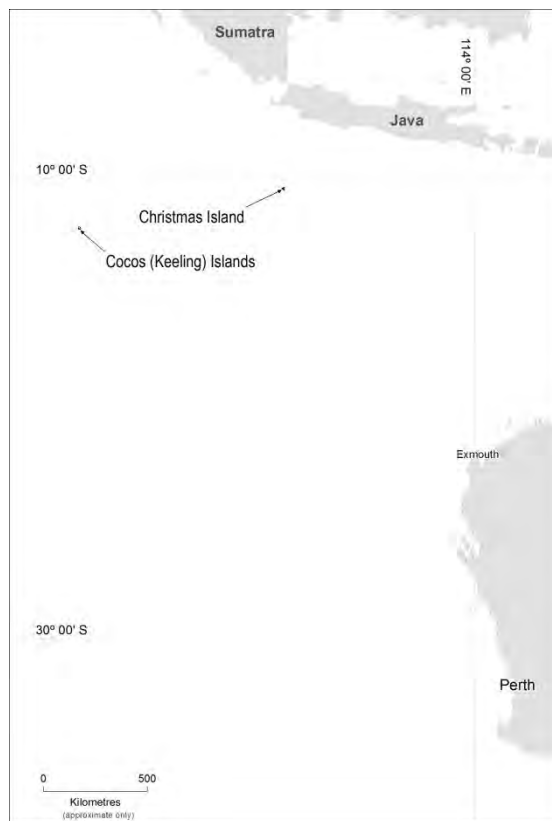 Sumatra
114º 00' E
Java
10º 00' S
Christmas Island
Cocos (Keeling) Islands
Exmouth
30º 00' S
Perth
0 500
Kilometres
(approximate only)